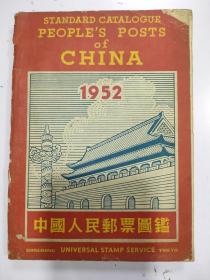 STANDARD CATALOGUE
PEOPLE'S POSTS
of
CHINA
1952
中國人民郵票圖鑑
UNIVERSAL STAMP SERVICE TOKYO